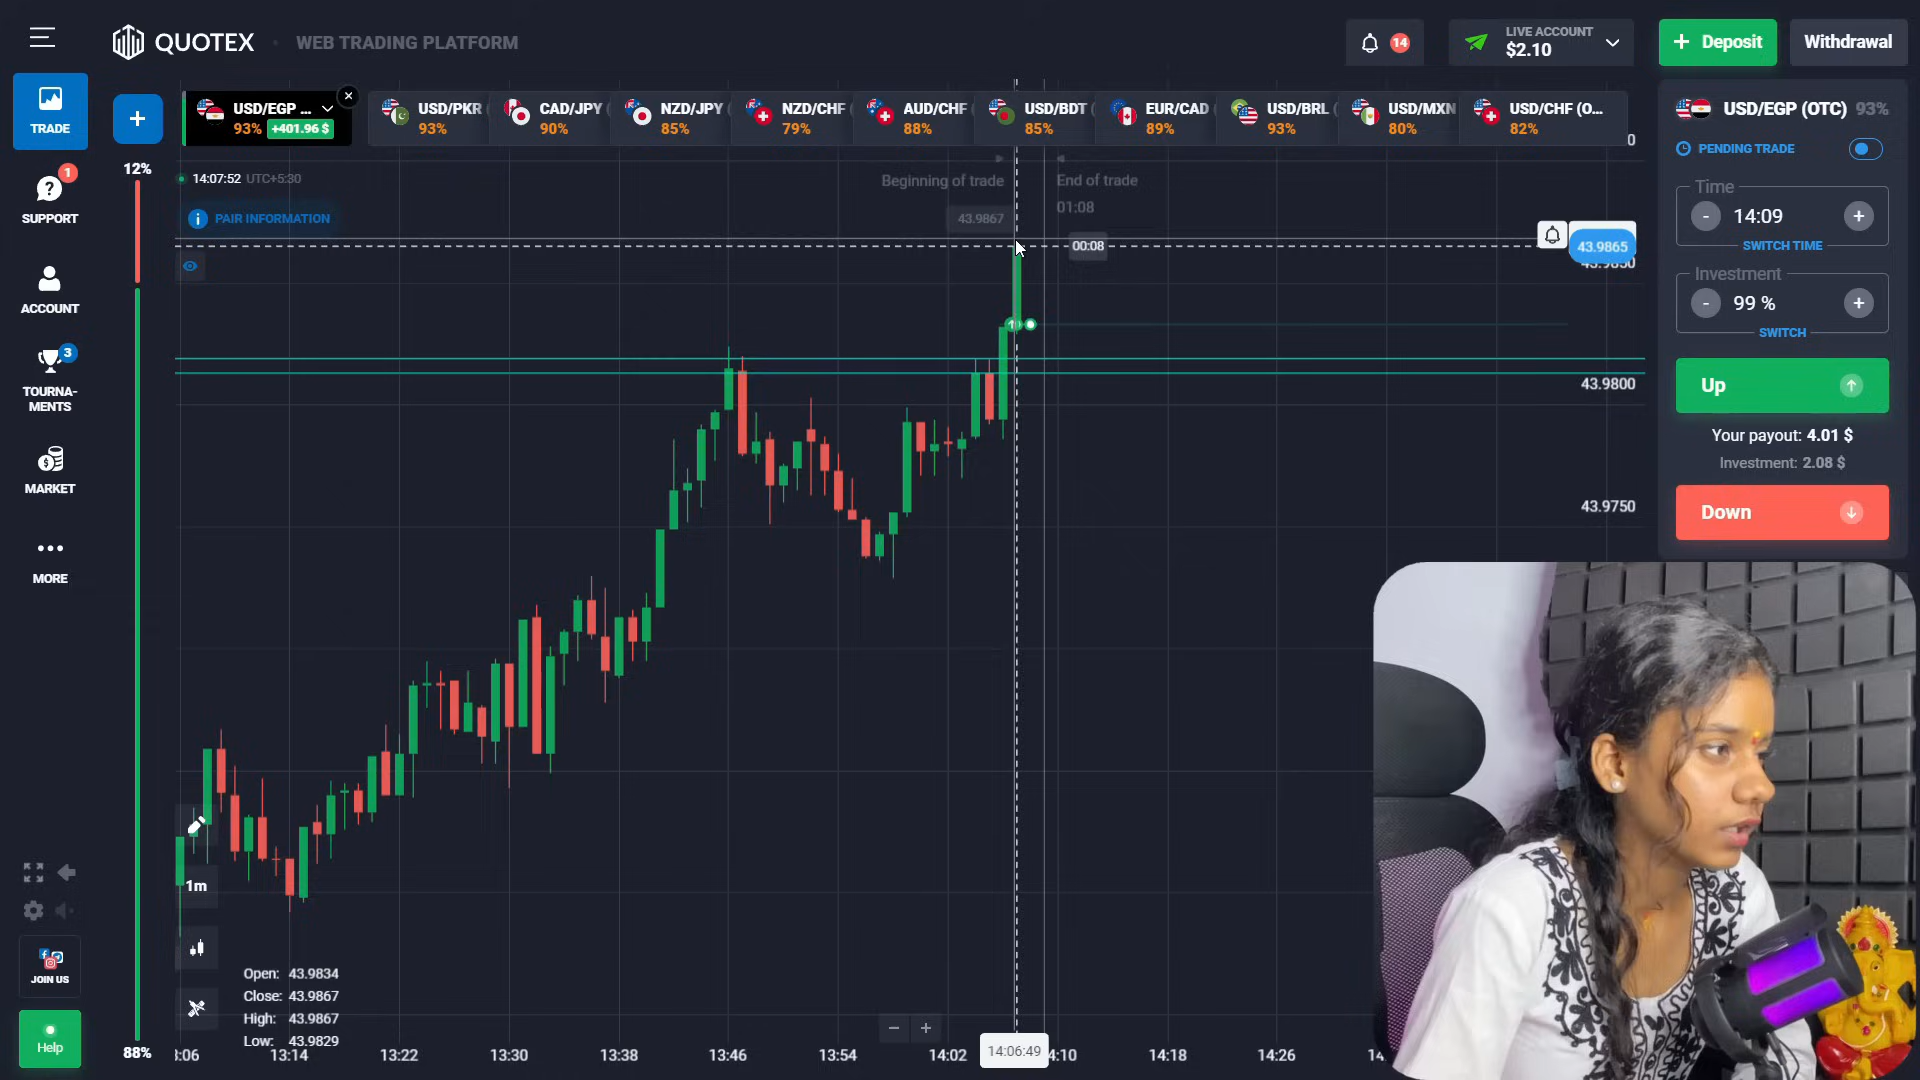 QUOTEX
WEB TRADING PLATFORM
14
LIVE ACCOUNT
$2.10
Deposit
Withdrawal
TRADE
USD/EGP ...
93%
+401.96 $
USD/PKR
93%
CAD/JPY
90%
NZD/JPY
85%
NZD/CHF
79%
AUD/CHF
88%
USD/BDT
85%
EUR/CAD
89%
USD/BRL
93%
USD/MXN
80%
USD/CHF (O...
82%
USD/EGP (OTC) 93%
PENDING TRADE
Time
14:09
SWITCH TIME
Investment
99 %
SWITCH
Up
Your payout: 4.01 $
Investment: 2.08 $
Down
1
SUPPORT
ACCOUNT
3
TOURNA-
MENTS
MARKET
MORE
JOIN US
Help
12%
88%
14:07:52 UTC+5:30
PAIR INFORMATION
Beginning of trade
End of trade
01:08
43.9867
00:08
43.9865
43.9850
43.9800
43.9750
1m
Open: 43.9834
Close: 43.9867
High: 43.9867
Low: 43.9829
13:14
13:22
13:30
13:38
13:46
13:54
14:02
14:06:49
14:18
14:26